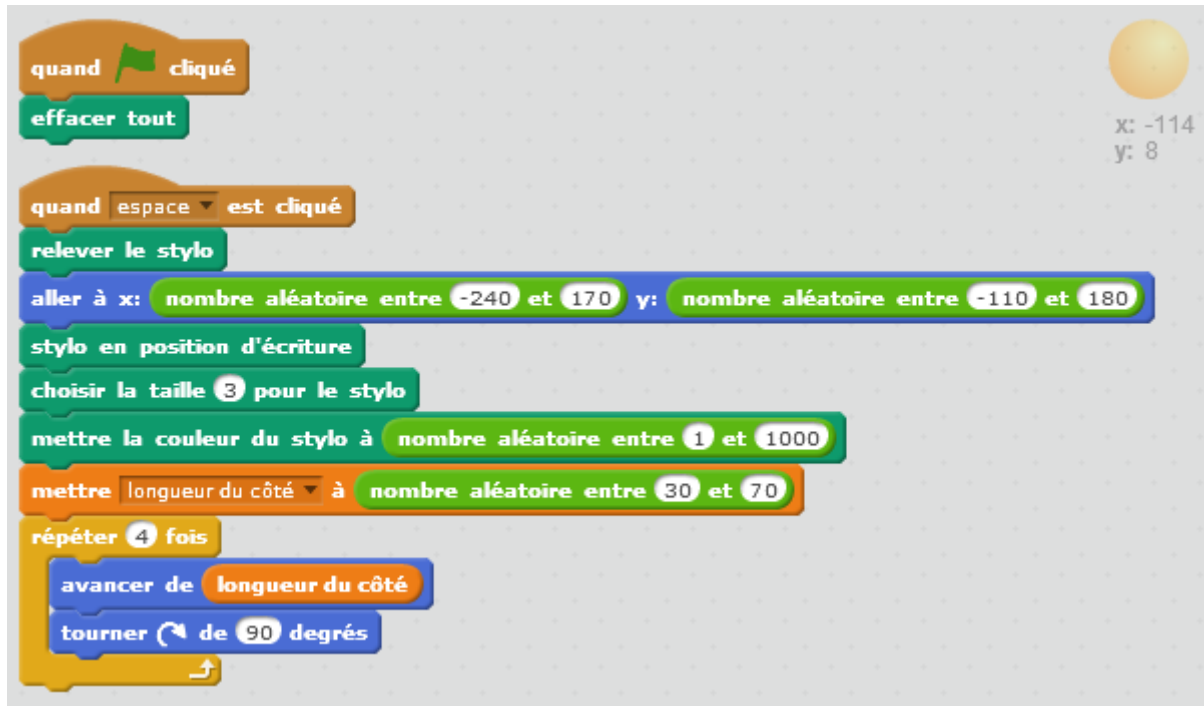 quand cliqué
effacer tout
x: -114
y: 8
quand espace est cliqué
relever le stylo
aller à x: nombre aléatoire entre -240 et 170 y: nombre aléatoire entre -110 et 180
stylo en position d'écriture
choisir la taille 3 pour le stylo
mettre la couleur du stylo à nombre aléatoire entre 1 et 1000
mettre longueur du côté à nombre aléatoire entre 30 et 70
répéter 4 fois
avancer de longueur du côté
tourner de 90 degrés